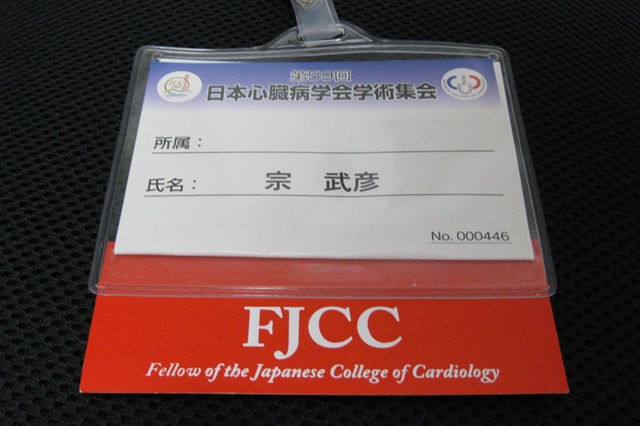 第59回
日本心臓病学会学術集会
所属：
氏名： 宗 武彦
No. 000446
FJCC
Fellow of the Japanese College of Cardiology